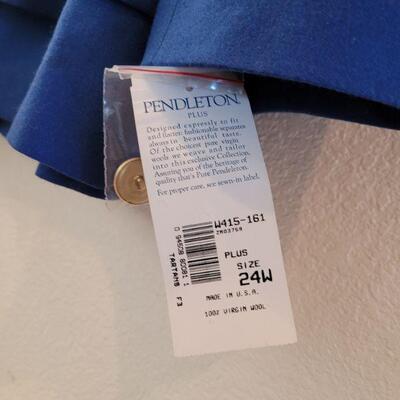 PENDLETON
PLUS
Designed expressly to fit
and flatter: fashionable separates
always in beautiful taste.
Of the choicest pure virgin
wools we weave and tailor
into this exclusive Collection.
Assuring you of the heritage of
quality that's Pure Pendleton.
For proper care, see sewn-in label.
W415-161
ZM03759
PLUS
SIZE
24W
MADE IN U.S.A.
100% VIRGIN WOOL
TARTANS F3